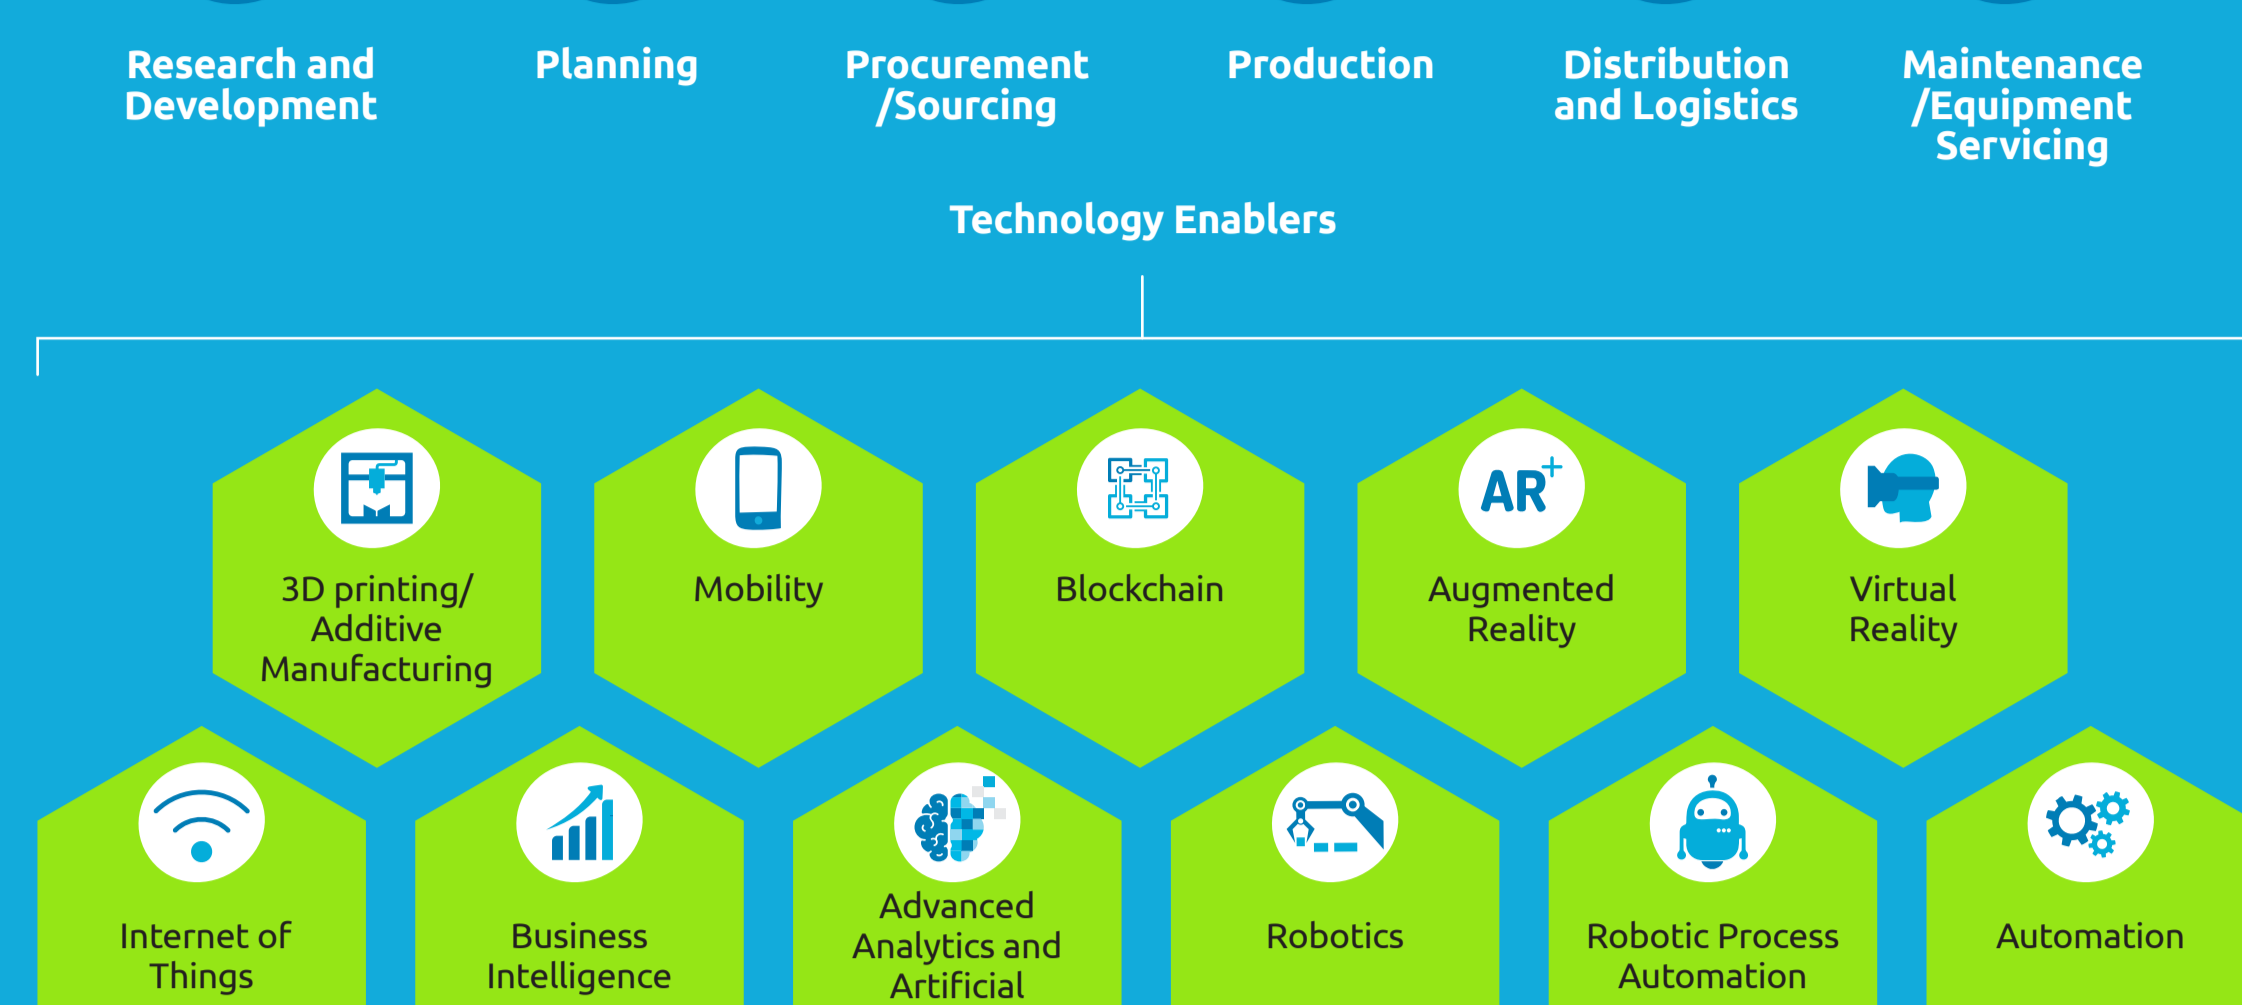 Research and
Development
Planning
Procurement
/Sourcing
Production
Distribution
and Logistics
Maintenance
/Equipment
Servicing
Technology Enablers
3D printing/
Additive
Manufacturing
Mobility
Blockchain
AR+
Augmented
Reality
Virtual
Reality
Internet of
Things
Business
Intelligence
Advanced
Analytics and
Artificial
Robotics
Robotic Process
Automation
Automation